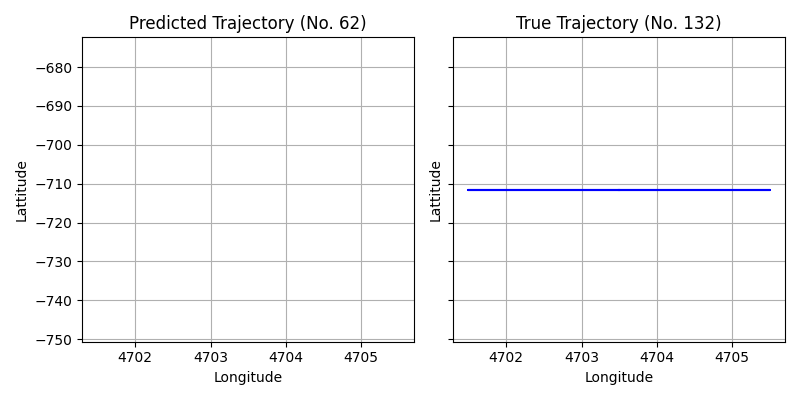 Predicted Trajectory (No. 62)
−680
−690
−700
−710
−720
−730
−740
−750
Lattitude
4702 4703 4704 4705
Longitude
True Trajectory (No. 132)
Lattitude
4702 4703 4704 4705
Longitude